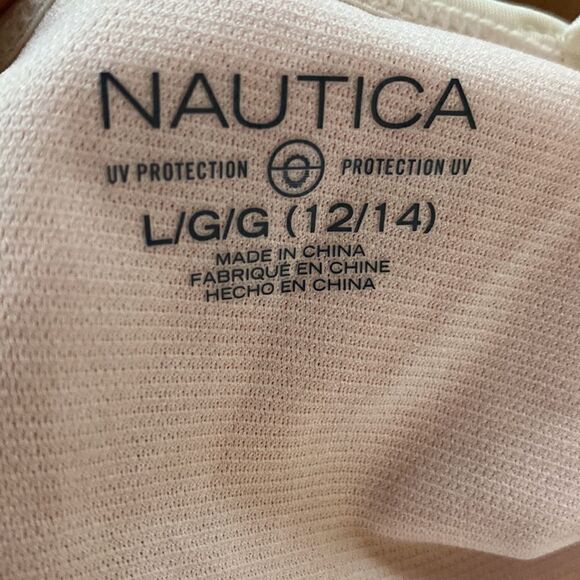 NAUTICA
UV PROTECTION PROTECTION UV
L/G/G (12/14)
MADE IN CHINA
FABRIQUÉ EN CHINE
HECHO EN CHINA